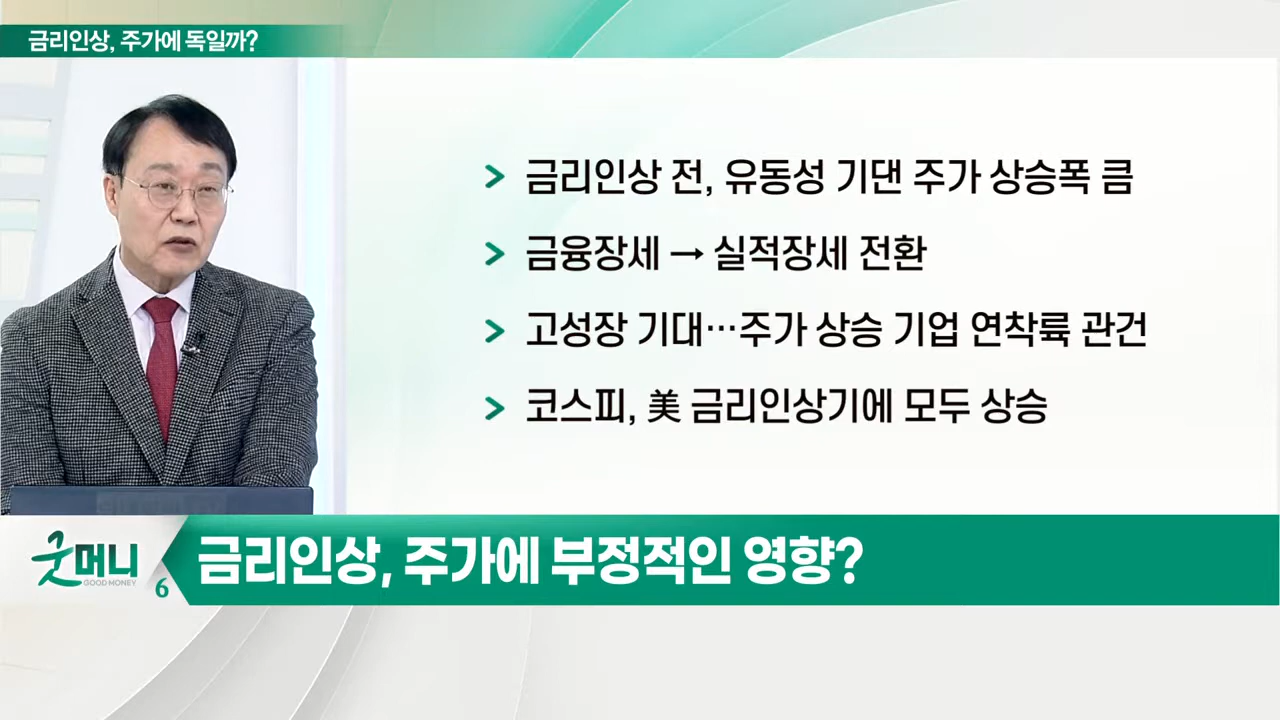 금리인상, 주가에 독일까?
> 금리인상 전, 유동성 기댄 주가 상승폭 큼
> 금융장세 → 실적장세 전환
> 고성장 기대…주가 상승 기업 연착륙 관건
> 코스피, 美 금리인상기에 모두 상승
굿머니
GOOD MONEY
6
금리인상, 주가에 부정적인 영향?